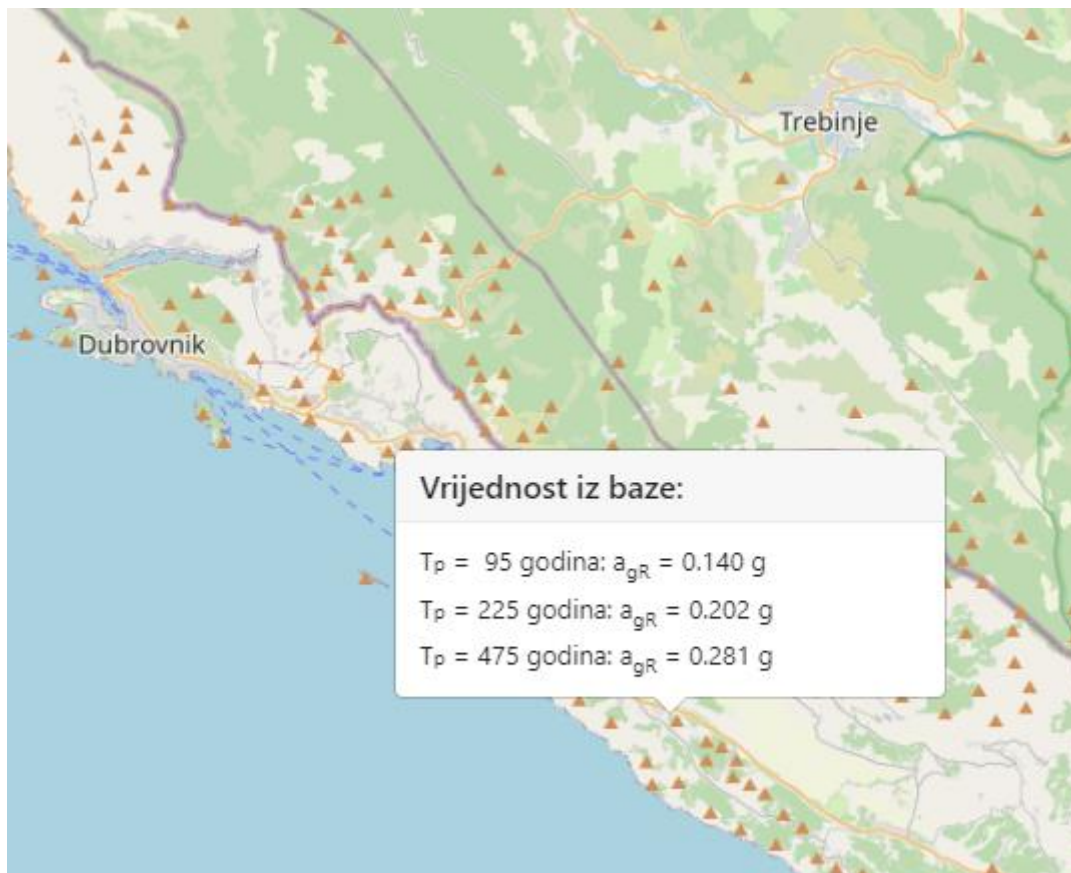 Trebinje
Dubrovnik
Vrijednost iz baze:
Tp = 95 godina: agR = 0.140 g
Tp = 225 godina: agR = 0.202 g
Tp = 475 godina: agR = 0.281 g